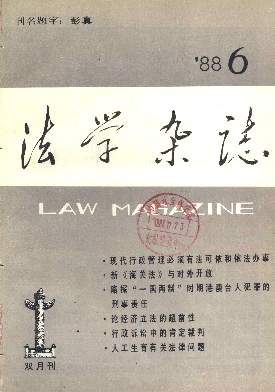 刊名题字：彭真
'88 6
法学杂志
LAW MAGAZINE
·现代行政管理必须有法可依和依法办事
·新《海关法》与对外开放
·略探“一国两制”时期港澳台人犯罪的
刑事责任
·论经济立法的超前性
·行政诉讼中的肯定裁判
·人工生育有关法律问题
双月刊